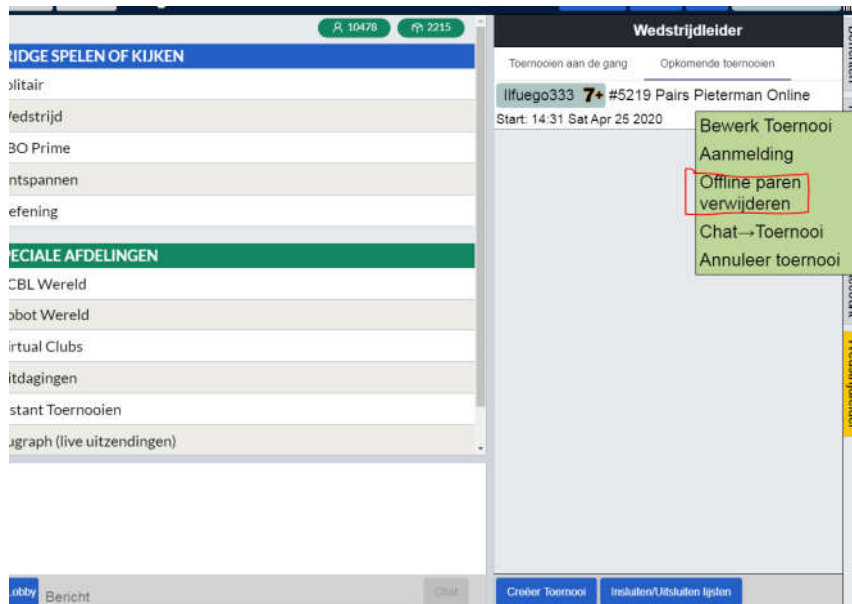 10478 2215
RIDGE SPELEN OF KIJKEN
olitair
edstrijd
BO Prime
ntspannen
efening
PECIALE AFDELINGEN
CBL Wereld
obot Wereld
irtual Clubs
itdagingen
stant Toernooien
ugraph (live uitzendingen)
obby Bericht Chat
Wedstrijdleider
Toernooien aan de gang Opkomende toernooien
Ilfuego333 7+ #5219 Pairs Pieterman Online
Start: 14:31 Sat Apr 25 2020
Bewerk Toernooi
Aanmelding
Offline paren
verwijderen
Chat→Toernooi
Annuleer toernooi
Creëer Toernooi Insluiten/Uitsluiten lijsten